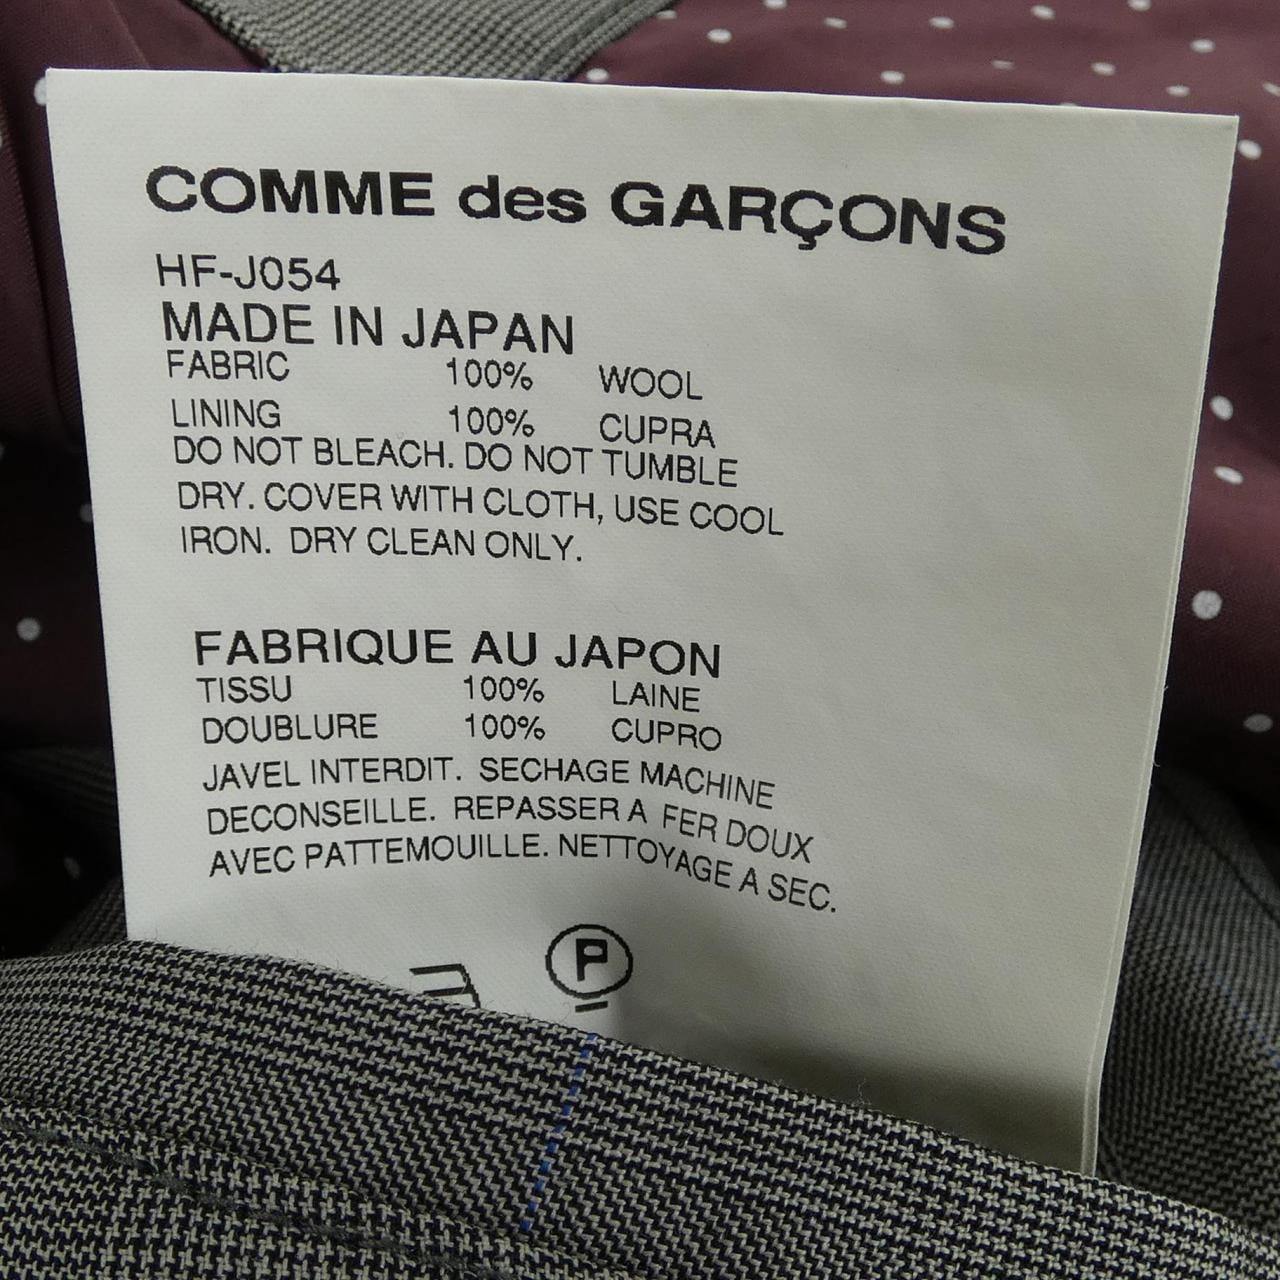 COMME des GARÇONS
HF-J054
MADE IN JAPAN
FABRIC 100% WOOL
LINING 100% CUPRA
DO NOT BLEACH. DO NOT TUMBLE
DRY. COVER WITH CLOTH, USE COOL
IRON. DRY CLEAN ONLY.
FABRIQUE AU JAPON
TISSU 100% LAINE
DOUBLURE 100% CUPRO
JAVEL INTERDIT. SECHAGE MACHINE
DECONSEILLE. REPASSER A FER DOUX
AVEC PATTEMOUILLE. NETTOYAGE A SEC.
P